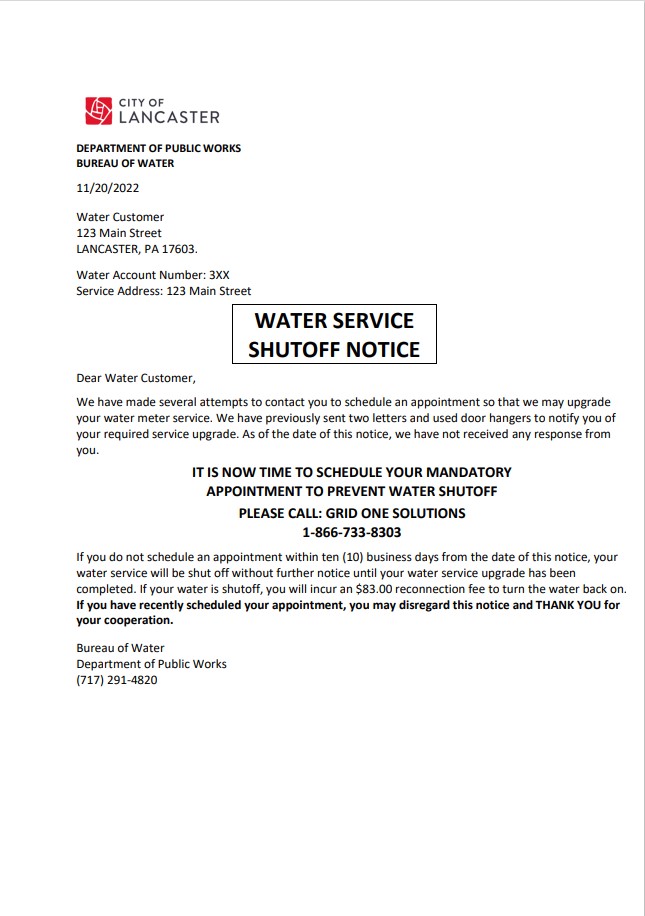 CITY OF
LANCASTER
DEPARTMENT OF PUBLIC WORKS
BUREAU OF WATER
11/20/2022
Water Customer
123 Main Street
LANCASTER, PA 17603.
Water Account Number: 3XX
Service Address: 123 Main Street
WATER SERVICE
SHUTOFF NOTICE
Dear Water Customer,
We have made several attempts to contact you to schedule an appointment so that we may upgrade
your water meter service. We have previously sent two letters and used door hangers to notify you of
your required service upgrade. As of the date of this notice, we have not received any response from
you.
IT IS NOW TIME TO SCHEDULE YOUR MANDATORY
APPOINTMENT TO PREVENT WATER SHUTOFF
PLEASE CALL: GRID ONE SOLUTIONS
1-866-733-8303
If you do not schedule an appointment within ten (10) business days from the date of this notice, your
water service will be shut off without further notice until your water service upgrade has been
completed. If your water is shutoff, you will incur an $83.00 reconnection fee to turn the water back on.
If you have recently scheduled your appointment, you may disregard this notice and THANK YOU for
your cooperation.
Bureau of Water
Department of Public Works
(717) 291-4820